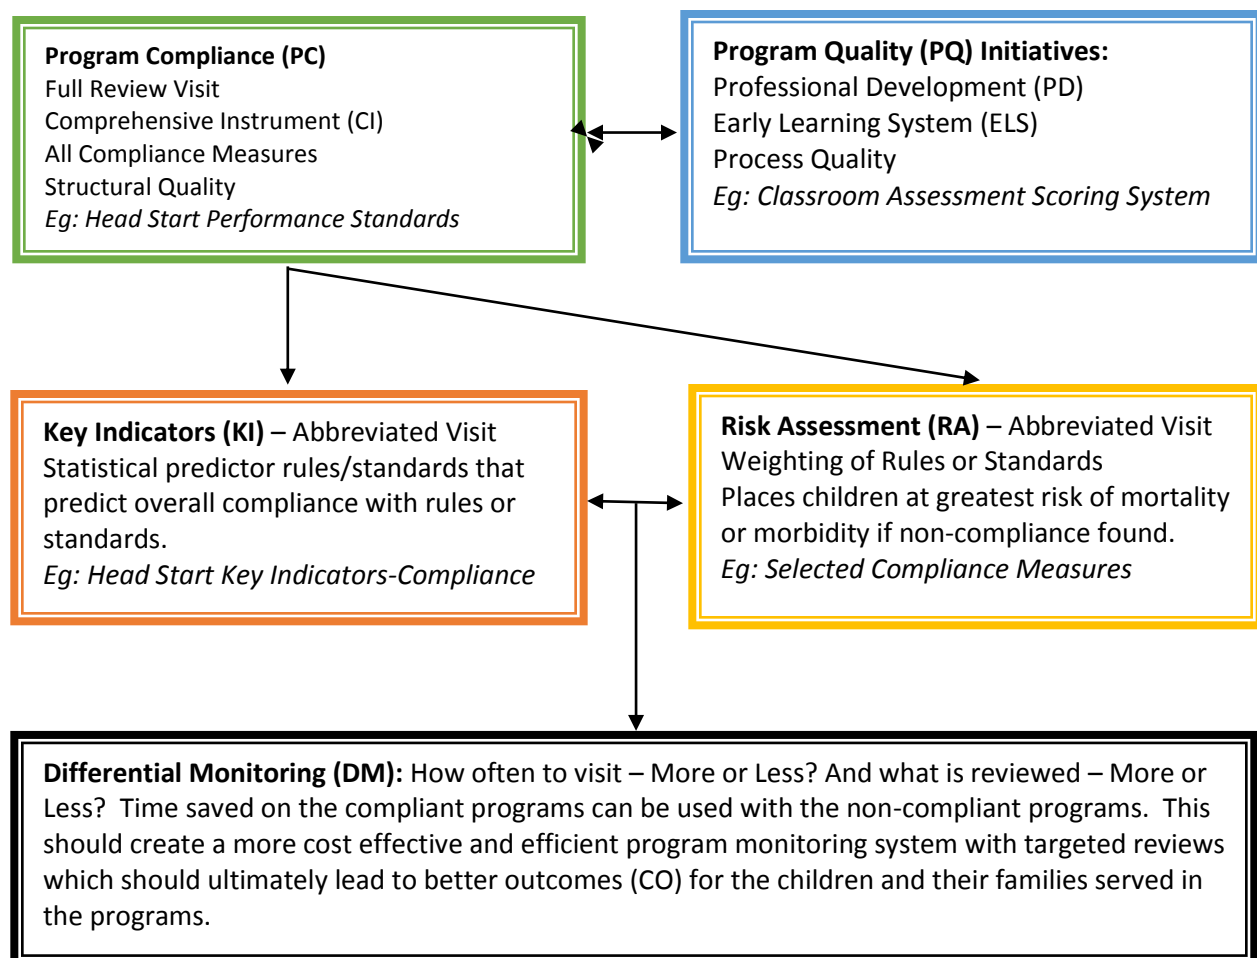 Program Compliance (PC)
Full Review Visit
Comprehensive Instrument (CI)
All Compliance Measures
Structural Quality
Eg: Head Start Performance Standards
Program Quality (PQ) Initiatives:
Professional Development (PD)
Early Learning System (ELS)
Process Quality
Eg: Classroom Assessment Scoring System
Key Indicators (KI) – Abbreviated Visit
Statistical predictor rules/standards that
predict overall compliance with rules or
standards.
Eg: Head Start Key Indicators-Compliance
Risk Assessment (RA) – Abbreviated Visit
Weighting of Rules or Standards
Places children at greatest risk of mortality
or morbidity if non-compliance found.
Eg: Selected Compliance Measures
Differential Monitoring (DM): How often to visit – More or Less? And what is reviewed – More or
Less? Time saved on the compliant programs can be used with the non-compliant programs. This
should create a more cost effective and efficient program monitoring system with targeted reviews
which should ultimately lead to better outcomes (CO) for the children and their families served in
the programs.